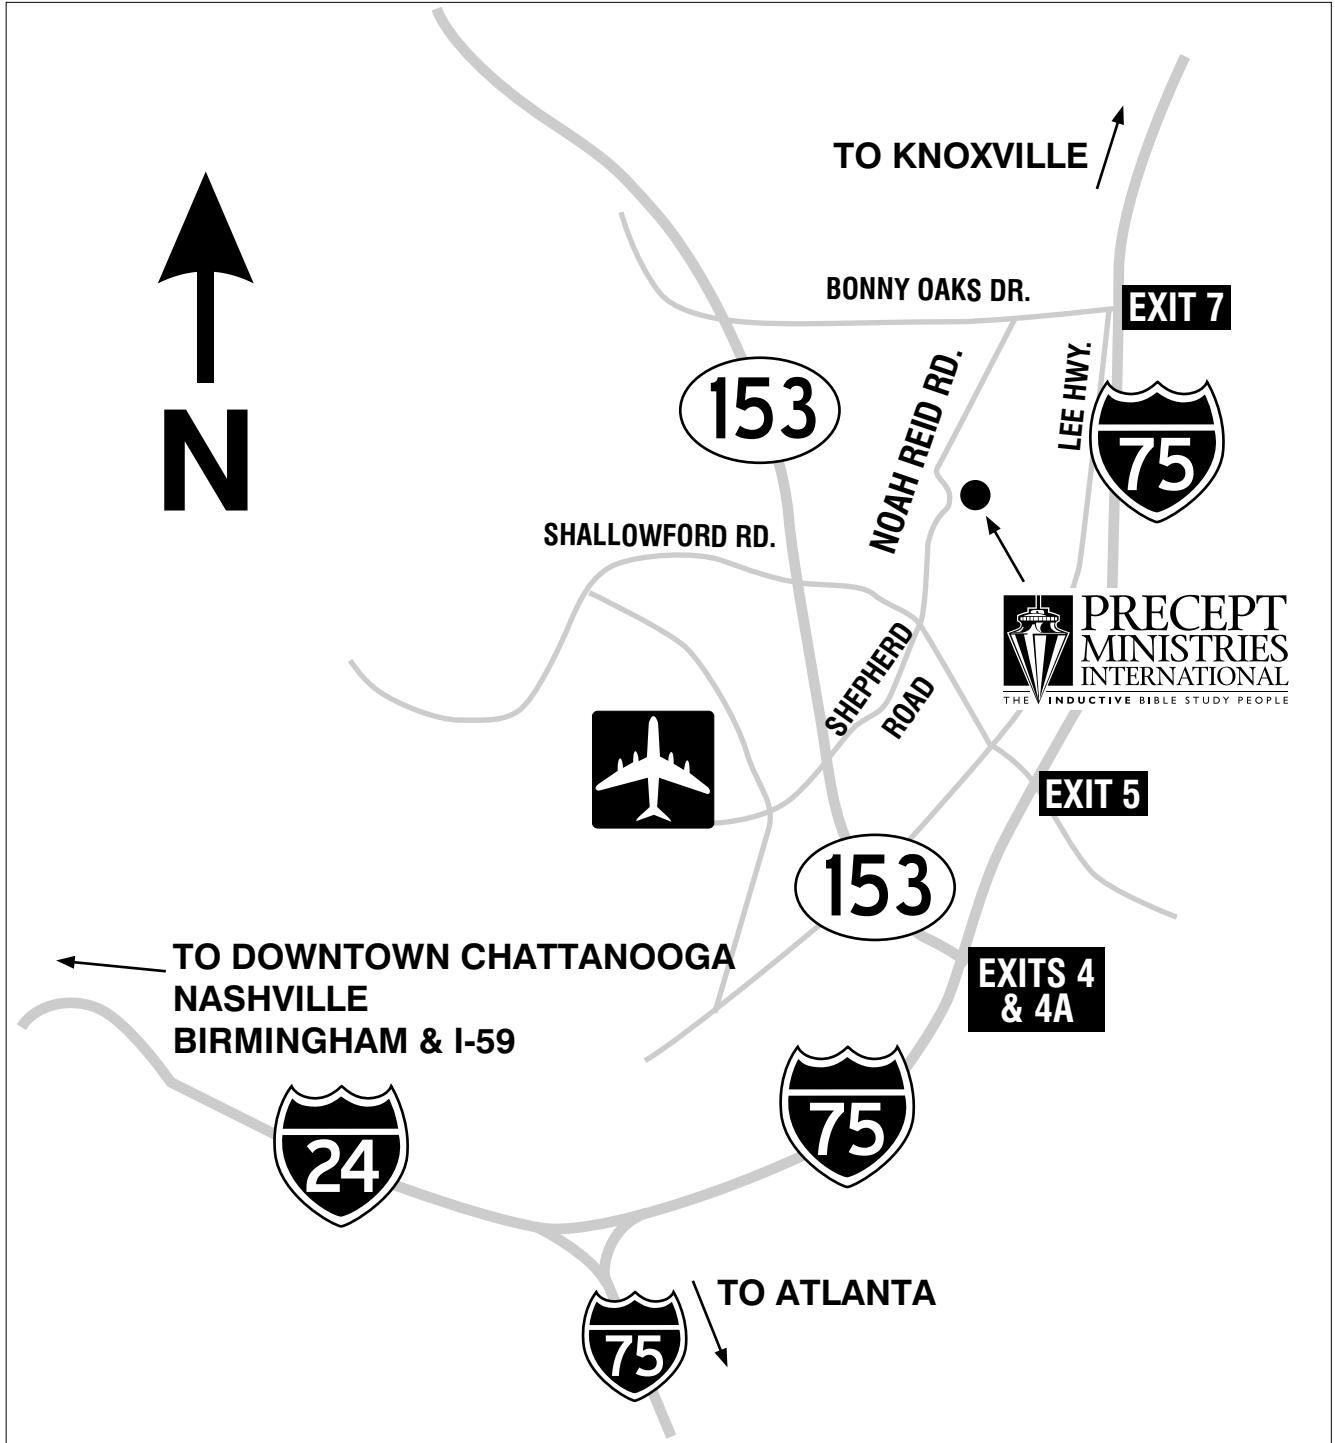 TO KNOXVILLE
BONNY OAKS DR.
EXIT 7
N
153
NOAH REID RD.
LEE HWY.
75
SHALLOWFORD RD.
PRECEPT
MINISTRIES
INTERNATIONAL
THE INDUCTIVE BIBLE STUDY PEOPLE
SHEPHERD
ROAD
EXIT 5
153
TO DOWNTOWN CHATTANOOGA
NASHVILLE
BIRMINGHAM & I-59
EXITS 4
& 4A
75
24
TO ATLANTA
75